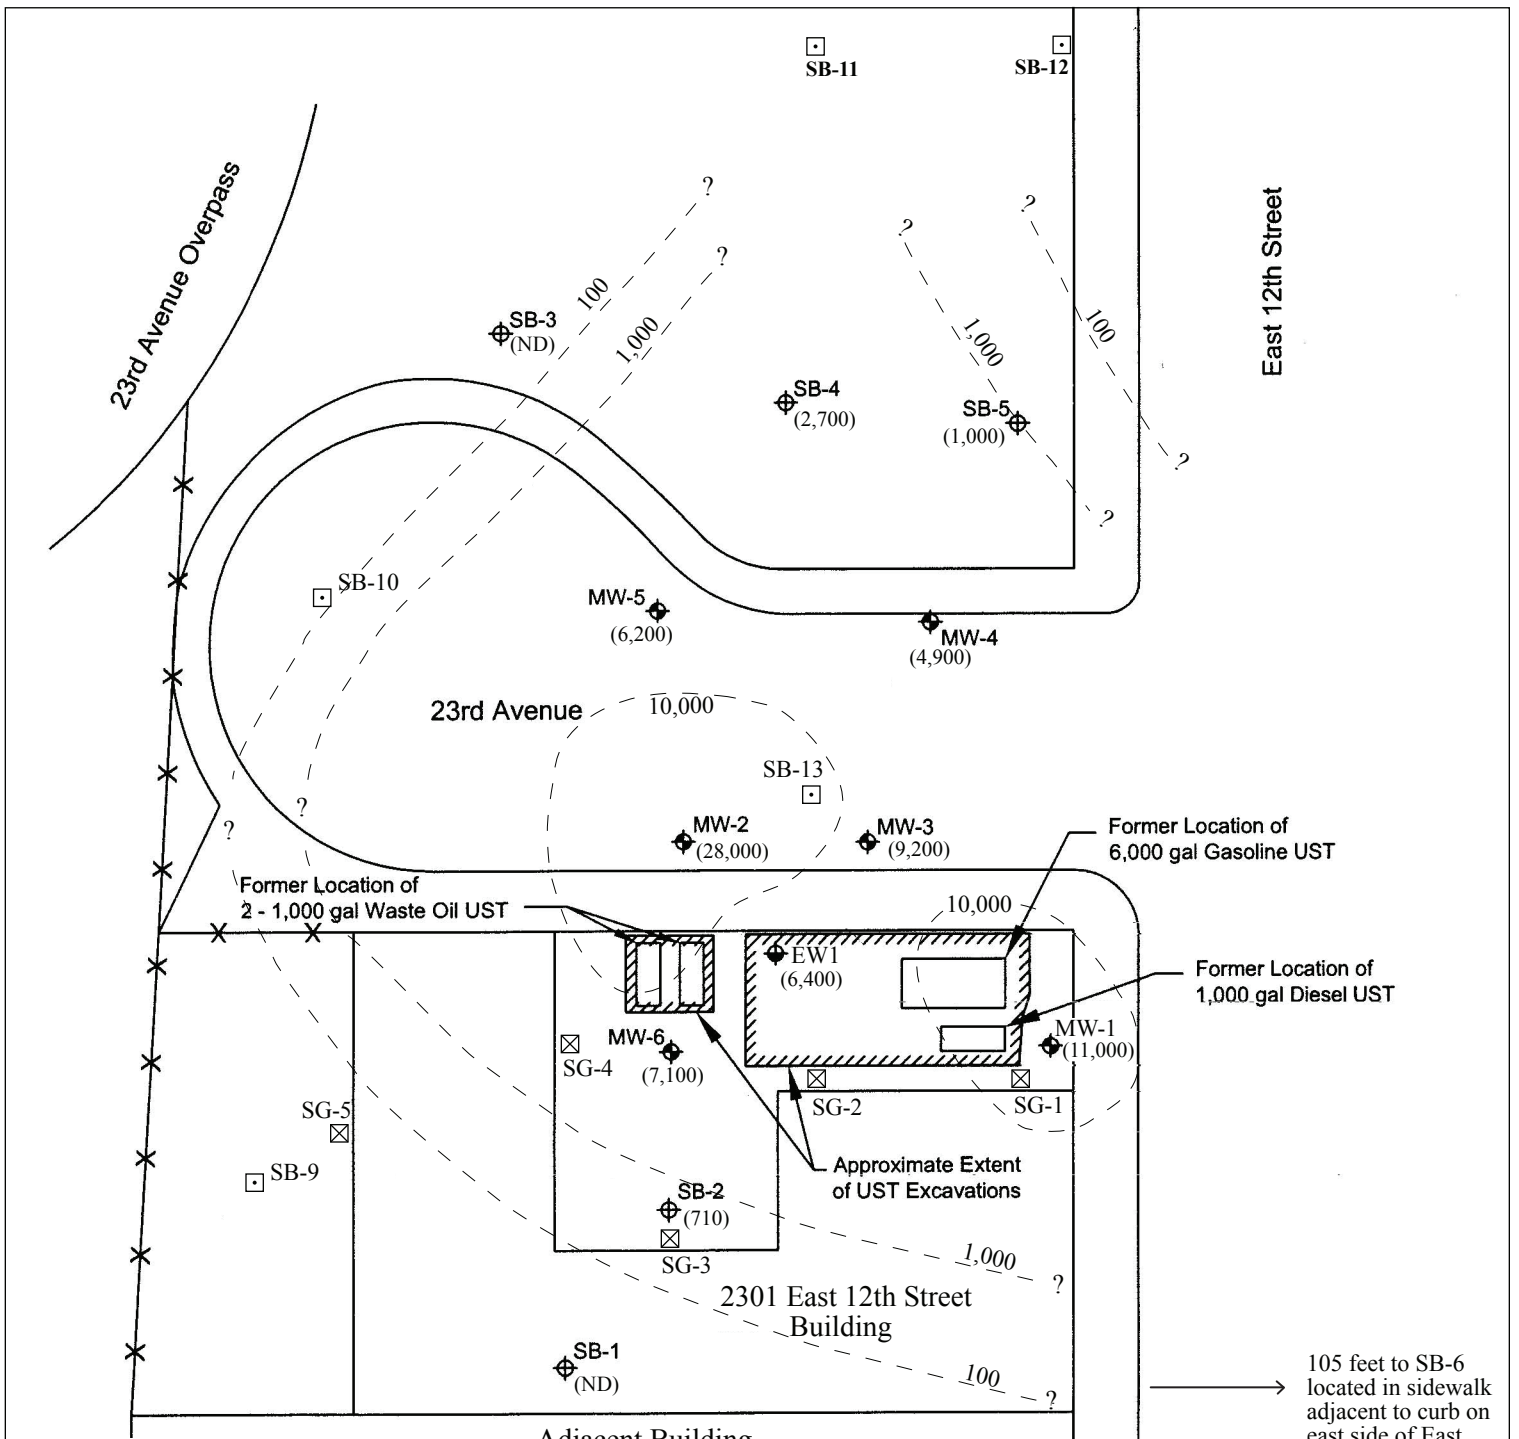 SB-11
SB-12
23rd Avenue Overpass
East 12th Street
?
?
?
?
100
1,000
1,000
100
SB-3
(ND)
SB-4
(2,700)
SB-5
(1,000)
?
?
SB-10
MW-5
(6,200)
MW-4
(4,900)
23rd Avenue
10,000
SB-13
?
?
MW-2
(28,000)
MW-3
(9,200)
Former Location of
6,000 gal Gasoline UST
Former Location of
2 - 1,000 gal Waste Oil UST
10,000
EW1
(6,400)
Former Location of
1,000 gal Diesel UST
MW-1
(11,000)
MW-6
(7,100)
SG-4
SG-2
SG-1
SG-5
SB-9
Approximate Extent
of UST Excavations
SB-2
(710)
SG-3
1,000
?
2301 East 12th Street
Building
SB-1
(ND)
100
?
105 feet to SB-6
located in sidewalk
adjacent to curb on
east side of East
Adjacent Building